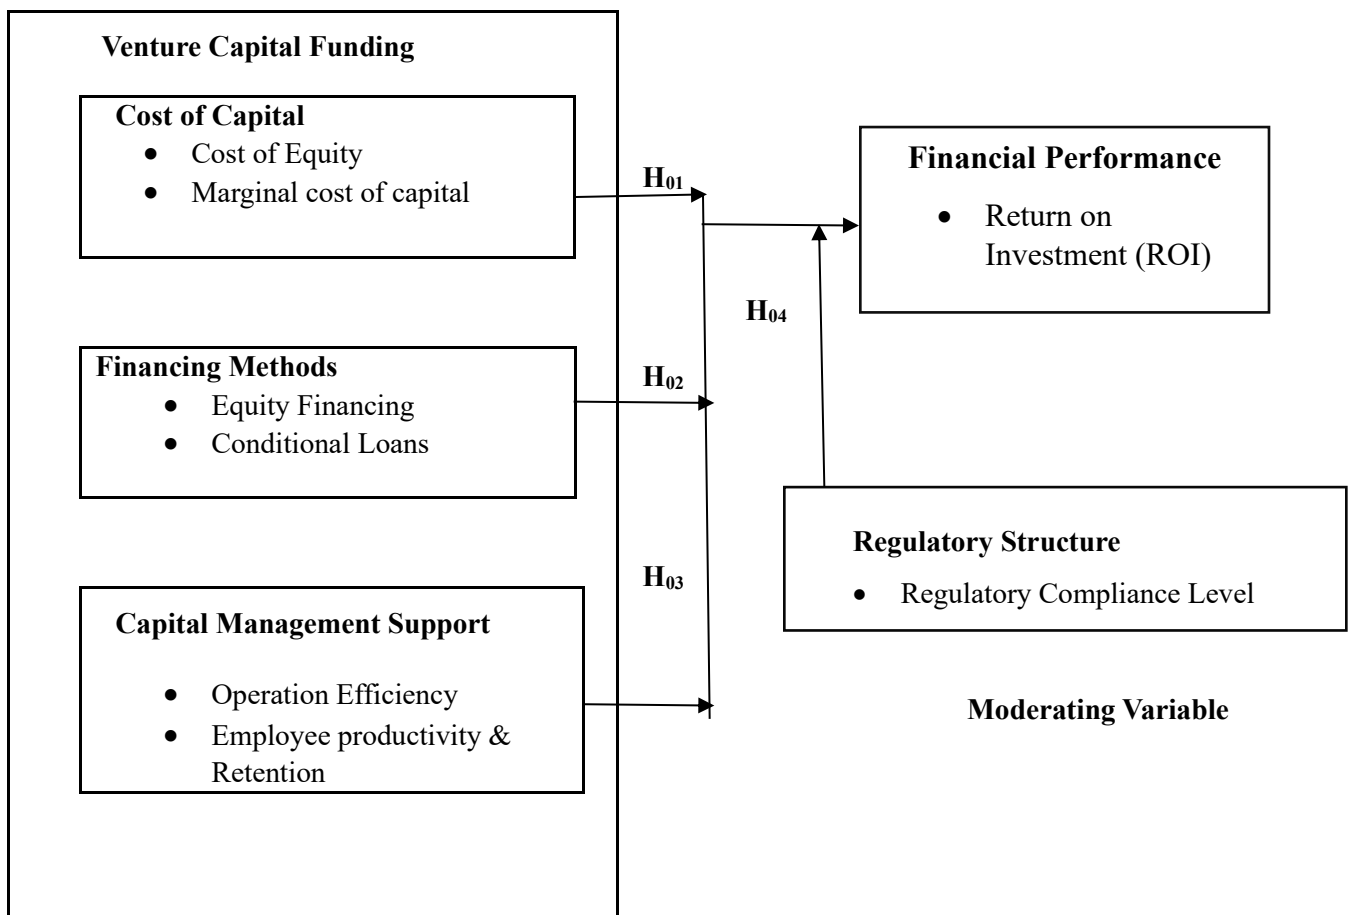 Venture Capital Funding
Cost of Capital
• Cost of Equity
• Marginal cost of capital
H01
Financial Performance
• Return on
Investment (ROI)
H04
Financing Methods
• Equity Financing
• Conditional Loans
H02
Regulatory Structure
• Regulatory Compliance Level
H03
Capital Management Support
• Operation Efficiency
• Employee productivity &
Retention
Moderating Variable